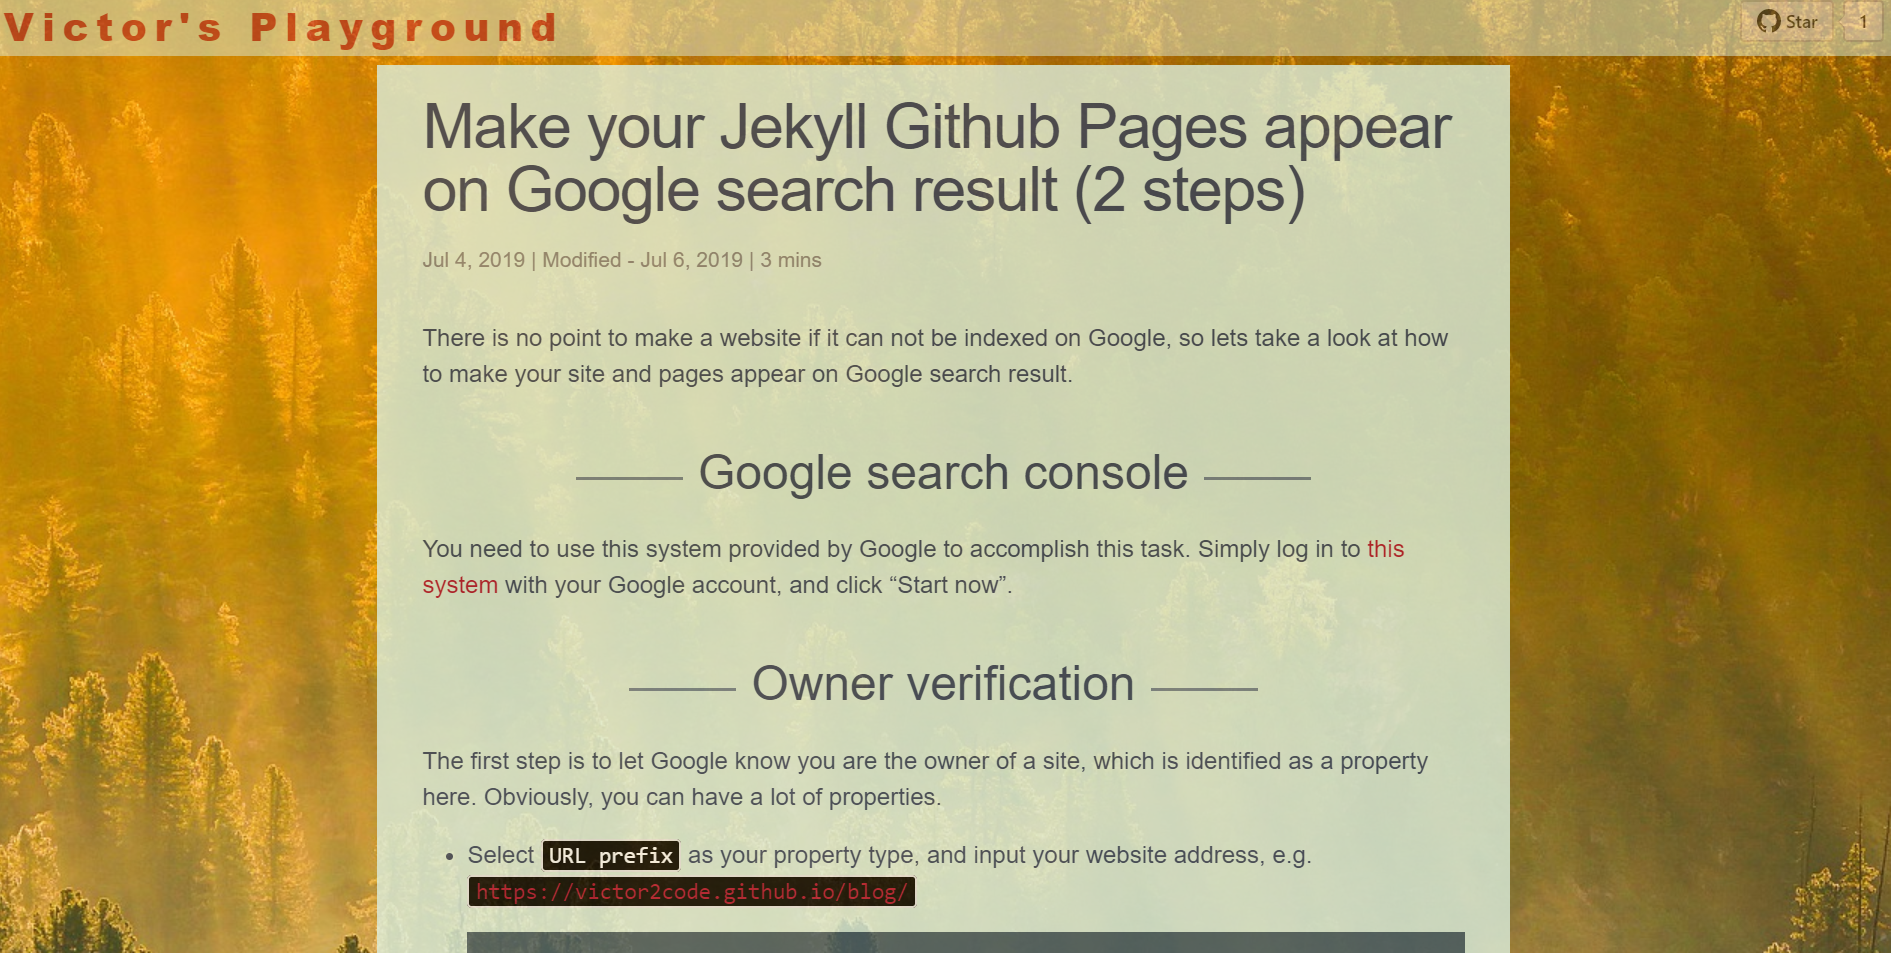 Victor's Playground
Star 1
Make your Jekyll Github Pages appear
on Google search result (2 steps)
Jul 4, 2019 | Modified - Jul 6, 2019 | 3 mins
There is no point to make a website if it can not be indexed on Google, so lets take a look at how
to make your site and pages appear on Google search result.
Google search console
You need to use this system provided by Google to accomplish this task. Simply log in to this
system with your Google account, and click “Start now”.
Owner verification
The first step is to let Google know you are the owner of a site, which is identified as a property
here. Obviously, you can have a lot of properties.
• Select URL prefix as your property type, and input your website address, e.g.
https://victor2code.github.io/blog/